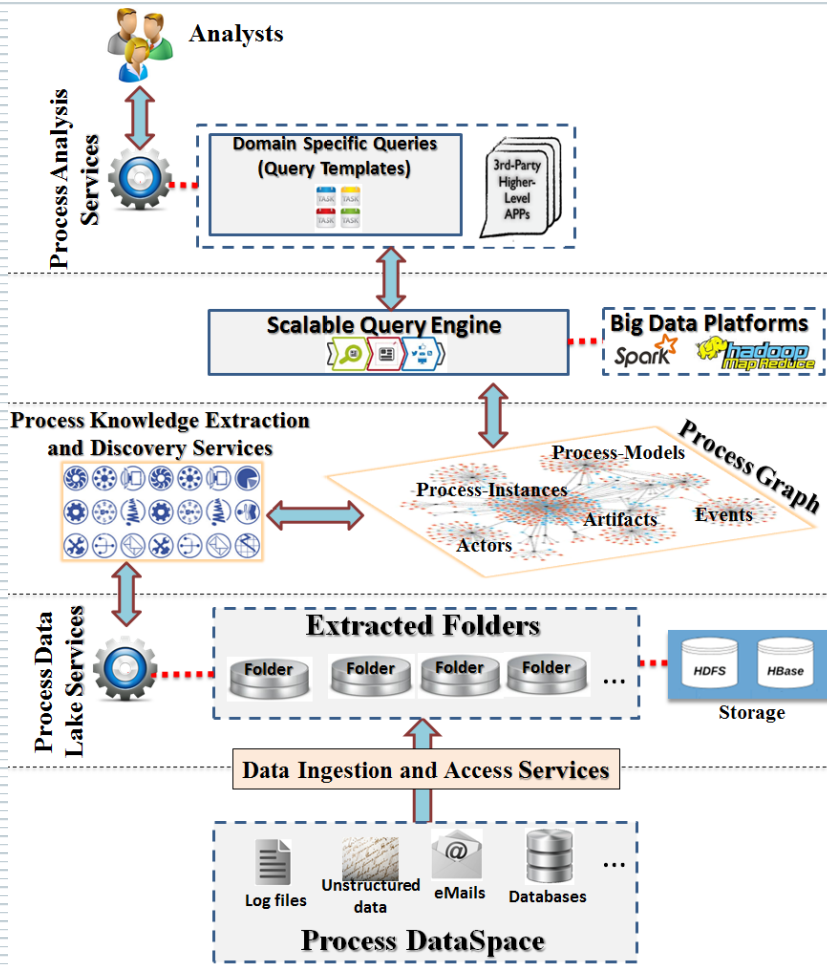 Analysts
Process Analysis
Services
Domain Specific Queries
(Query Templates)
TASK TASK
TASK TASK
3rd-Party
Higher-
Level
APPs
Scalable Query Engine
Big Data Platforms
Spark
hadoop
Map Reduce
Process Knowledge Extraction
and Discovery Services
Process Graph
Process-Models
Process-Instances
Artifacts
Events
Actors
Process Data
Lake Services
Extracted Folders
Folder
Folder
Folder
Folder
...
HDFS
HBase
Storage
Data Ingestion and Access Services
@
...
Log files
Unstructured
data
eMails
Databases
Process DataSpace